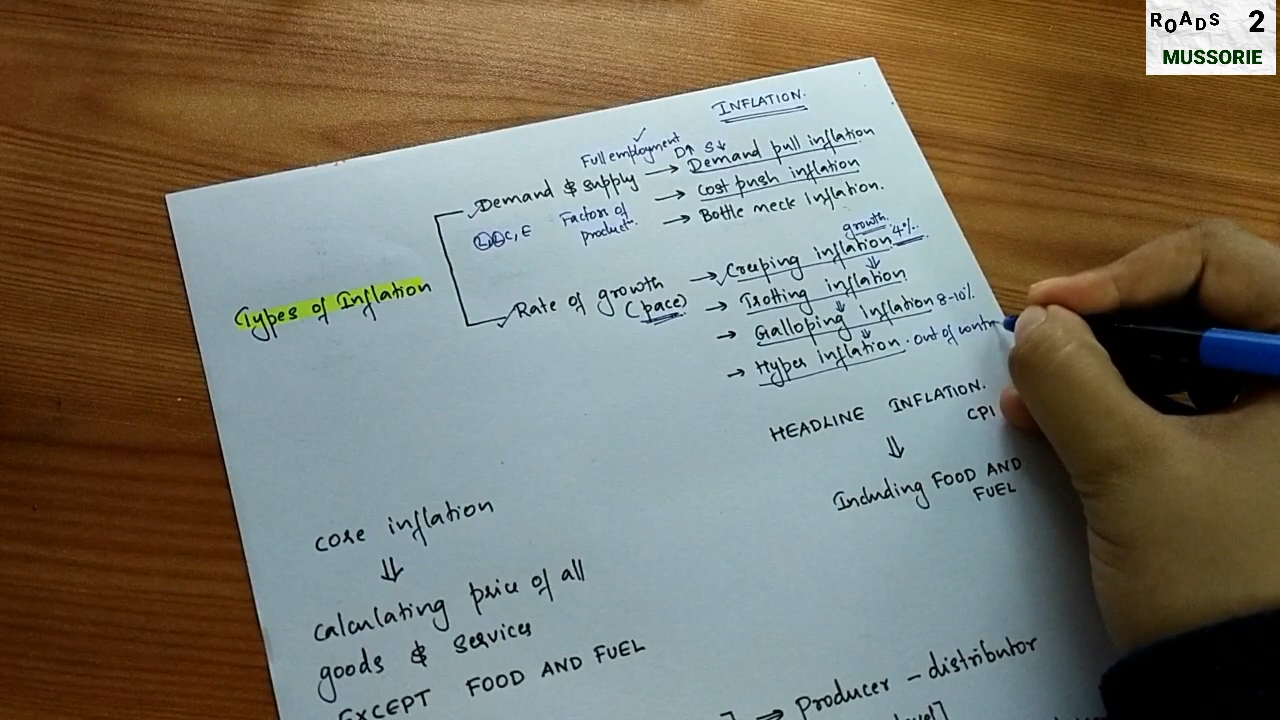 ROADS 2
MUSSORIE
INFLATION.
Full employment D↑ S↓
Demand & supply → Demand pull inflation
→ Cost push inflation
→ Bottle neck inflation.
L L C, E Factors of
product.
growth
Types of Inflation
Rate of growth
(pace)
→ Creeping inflation 4%.
→ Trotting inflation
→ Galloping inflation 8-10%.
→ Hyper inflation. Out of contr
HEADLINE INFLATION.
CPI
⇓
Including FOOD AND
FUEL
core inflation
⇓
calculating price of all
goods & services
EXCEPT FOOD AND FUEL
⇒ Producer - distributor